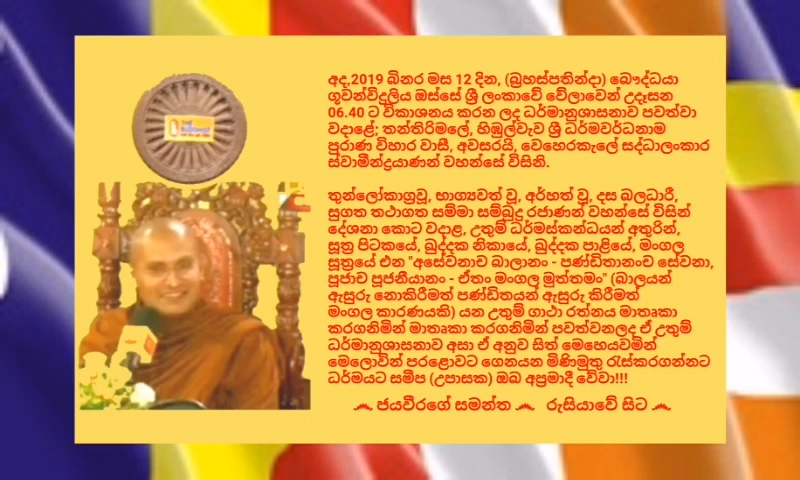 අද,2019 බිනර මස 12 දින, (බ්‍රහස්පතින්දා) බෞද්ධයා
ගුවන්විදුලිය ඔස්සේ ශ්‍රී ලංකාවේ වේලාවෙන් උදෑසන
06.40 ට විකාශනය කරන ලද ධර්මානුශාසනාව පවත්වා
වදාළේ; තන්තිරිමලේ, හිඹුල්වැව ශ්‍රී ධර්මවර්ධනාම
පුරාණ විහාර වාසී, අවසරයි, වෙහෙරකැලේ සද්ධාලංකාර
ස්වාමීන්ද්‍රයාණන් වහන්සේ විසිනි.
තුන්ලෝකාග්‍රවූ, භාග්‍යවත් වූ, අර්හත් වූ, දස බලධාරී,
සුගත තථාගත සම්මා සම්බුදු රජාණන් වහන්සේ විසින්
දේශනා කොට වදාළ, උතුම් ධර්මස්කන්ධයන් අතුරින්,
සූත්‍ර පිටකයේ, ඛුද්දක නිකායේ, ඛුද්දක පාළියේ, මංගල
සූත්‍රයේ එන "අසේවනාච බාලානං - පණ්ඩිතානංච සේවනා,
පූජාච පූජනීයානං - ඒතං මංගල මුත්තමං" (බාලයන්
ඇසුරු නොකිරීමත් පණ්ඩිතයන් ඇසුරු කිරීමත්
මංගල කාරණයකි) යන උතුම් ගාථා රත්නය මාතෘකා
කරගනිමින් මාතෘකා කරගනිමින් පවත්වනලද ඒ උතුම්
ධර්මානුශාසනාව අසා ඒ අනුව සිත් මෙහෙයවමින්
මෙලොවින් පරළොවට ගෙනයන මිණිමුතු රැස්කරගන්නට
ධර්මයට සමීප (උපාසක) ඔබ අප්‍රමාදී වේවා!!!
ජයවීරගේ සමන්ත රුසියාවේ සිට